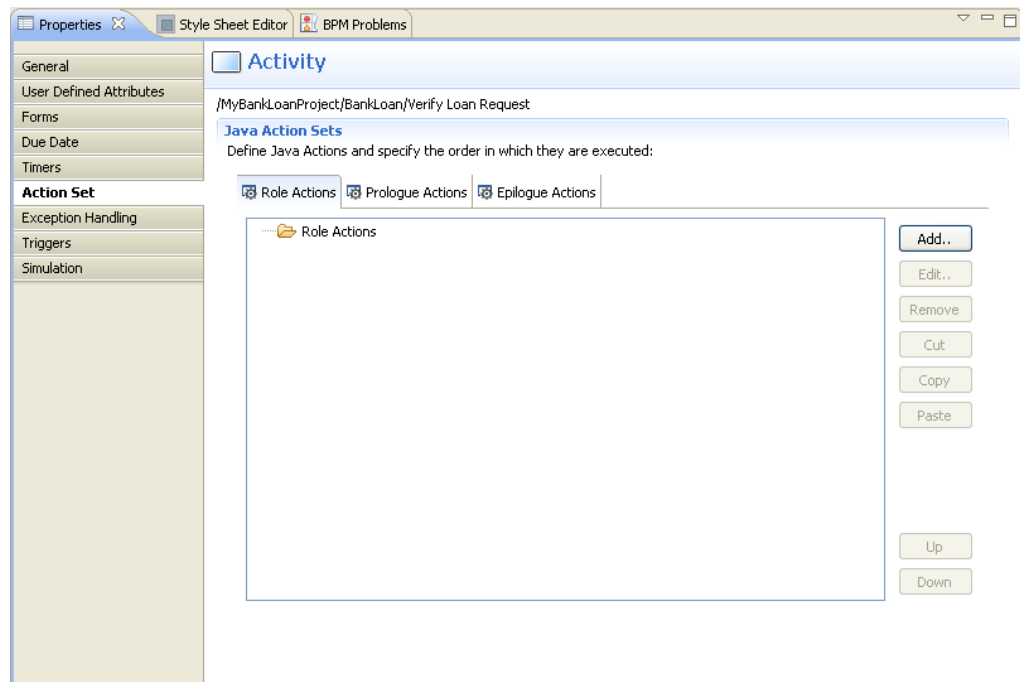 Properties
Style Sheet Editor
BPM Problems
General
User Defined Attributes
Forms
Due Date
Timers
Action Set
Exception Handling
Triggers
Simulation
Activity
/MyBankLoanProject/BankLoan/Verify Loan Request
Java Action Sets
Define Java Actions and specify the order in which they are executed:
Role Actions
Prologue Actions
Epilogue Actions
Role Actions
Add..
Edit..
Remove
Cut
Copy
Paste
Up
Down